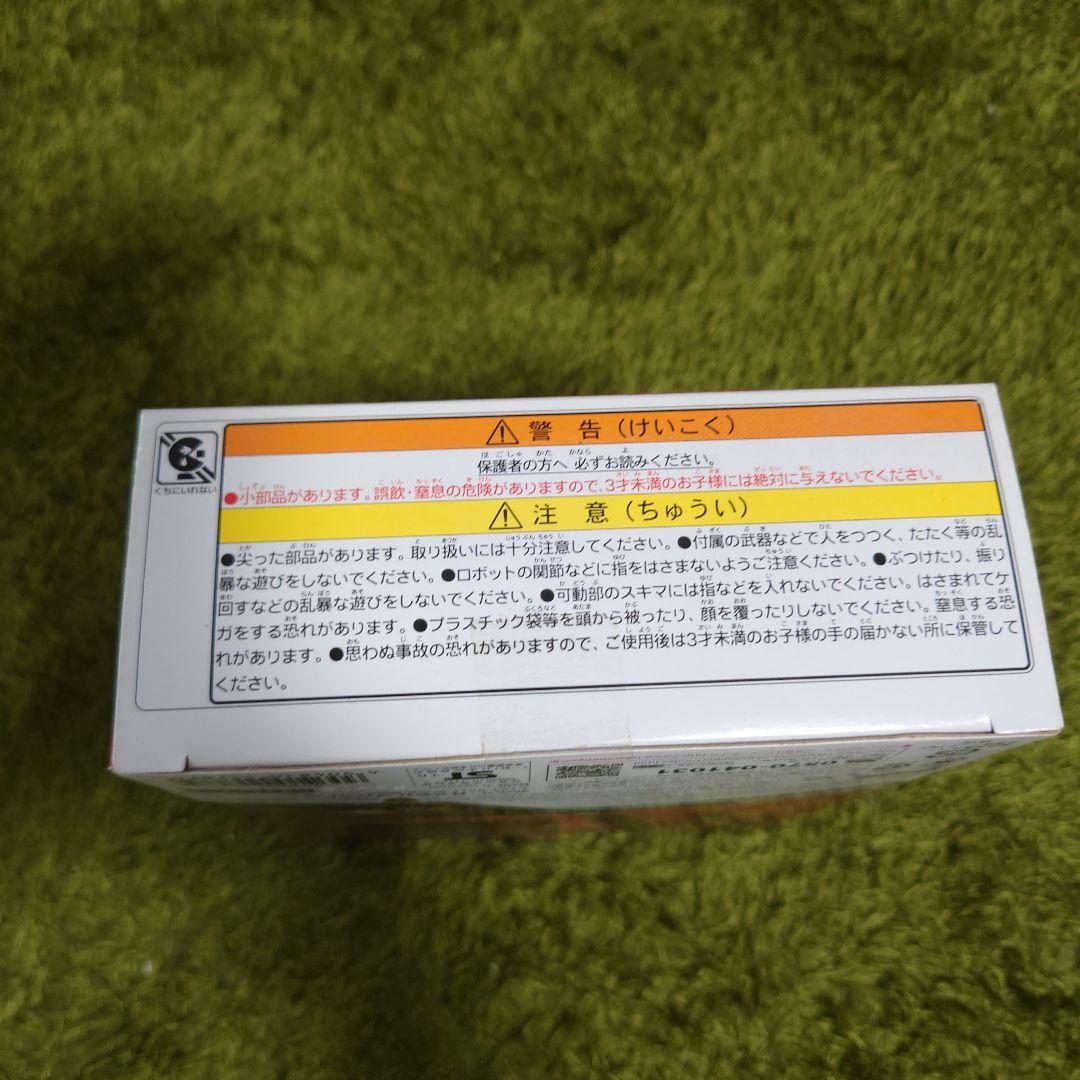 くちにいれない
警 告 (けいこく)
保護者の方へ 必ずお読みください。
●小部品があります。誤飲・窒息の危険がありますので、3才未満のお子様には絶対に与えないでください。
注 意 (ちゅうい)
●尖った部品があります。取り扱いには十分注意してください。●付属の武器などで人をつつく、たたく等の乱
暴な遊びをしないでください。●ロボットの関節などに指をはさまないようご注意ください。●ぶつけたり、振り
回すなどの乱暴な遊びをしないでください。●可動部のスキマには指などを入れないでください。はさまれてケ
ガをする恐れがあります。●プラスチック袋等を頭から被ったり、顔を覆ったりしないでください。窒息する恐
れがあります。●思わぬ事故の恐れがありますので、ご使用後は3才未満のお子様の手の届かない所に保管して
ください。
ST
0570-041031